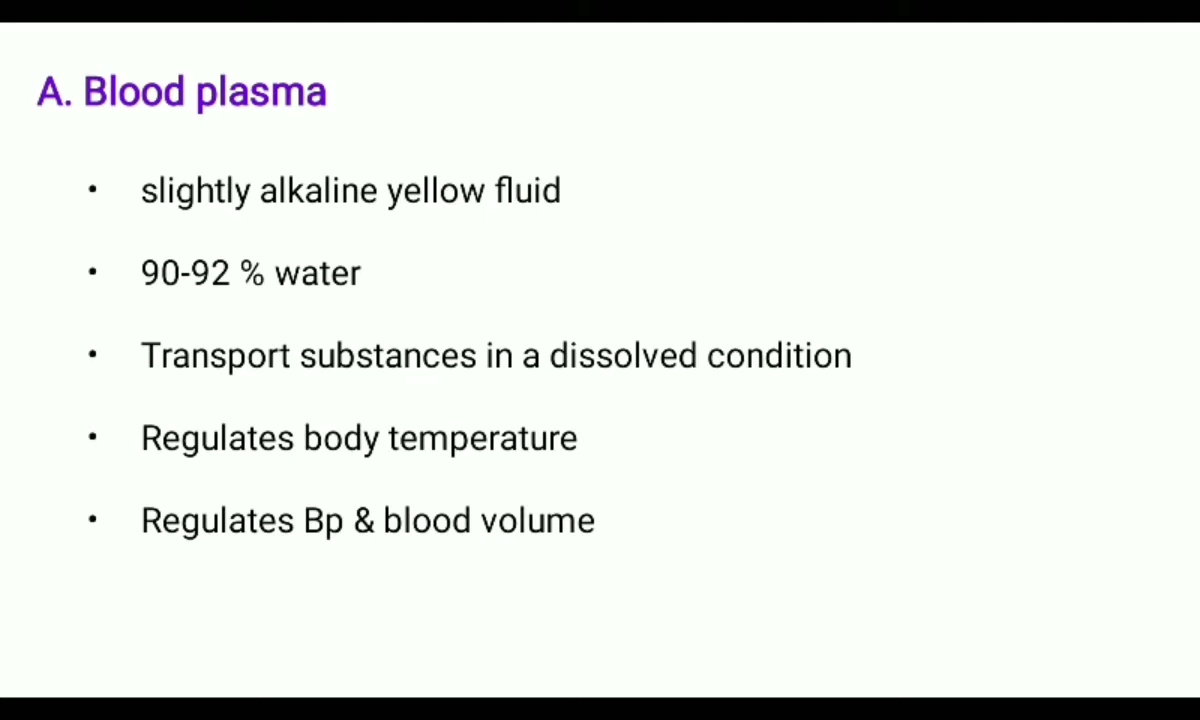 A. Blood plasma
• slightly alkaline yellow fluid
• 90-92 % water
• Transport substances in a dissolved condition
• Regulates body temperature
• Regulates Bp & blood volume